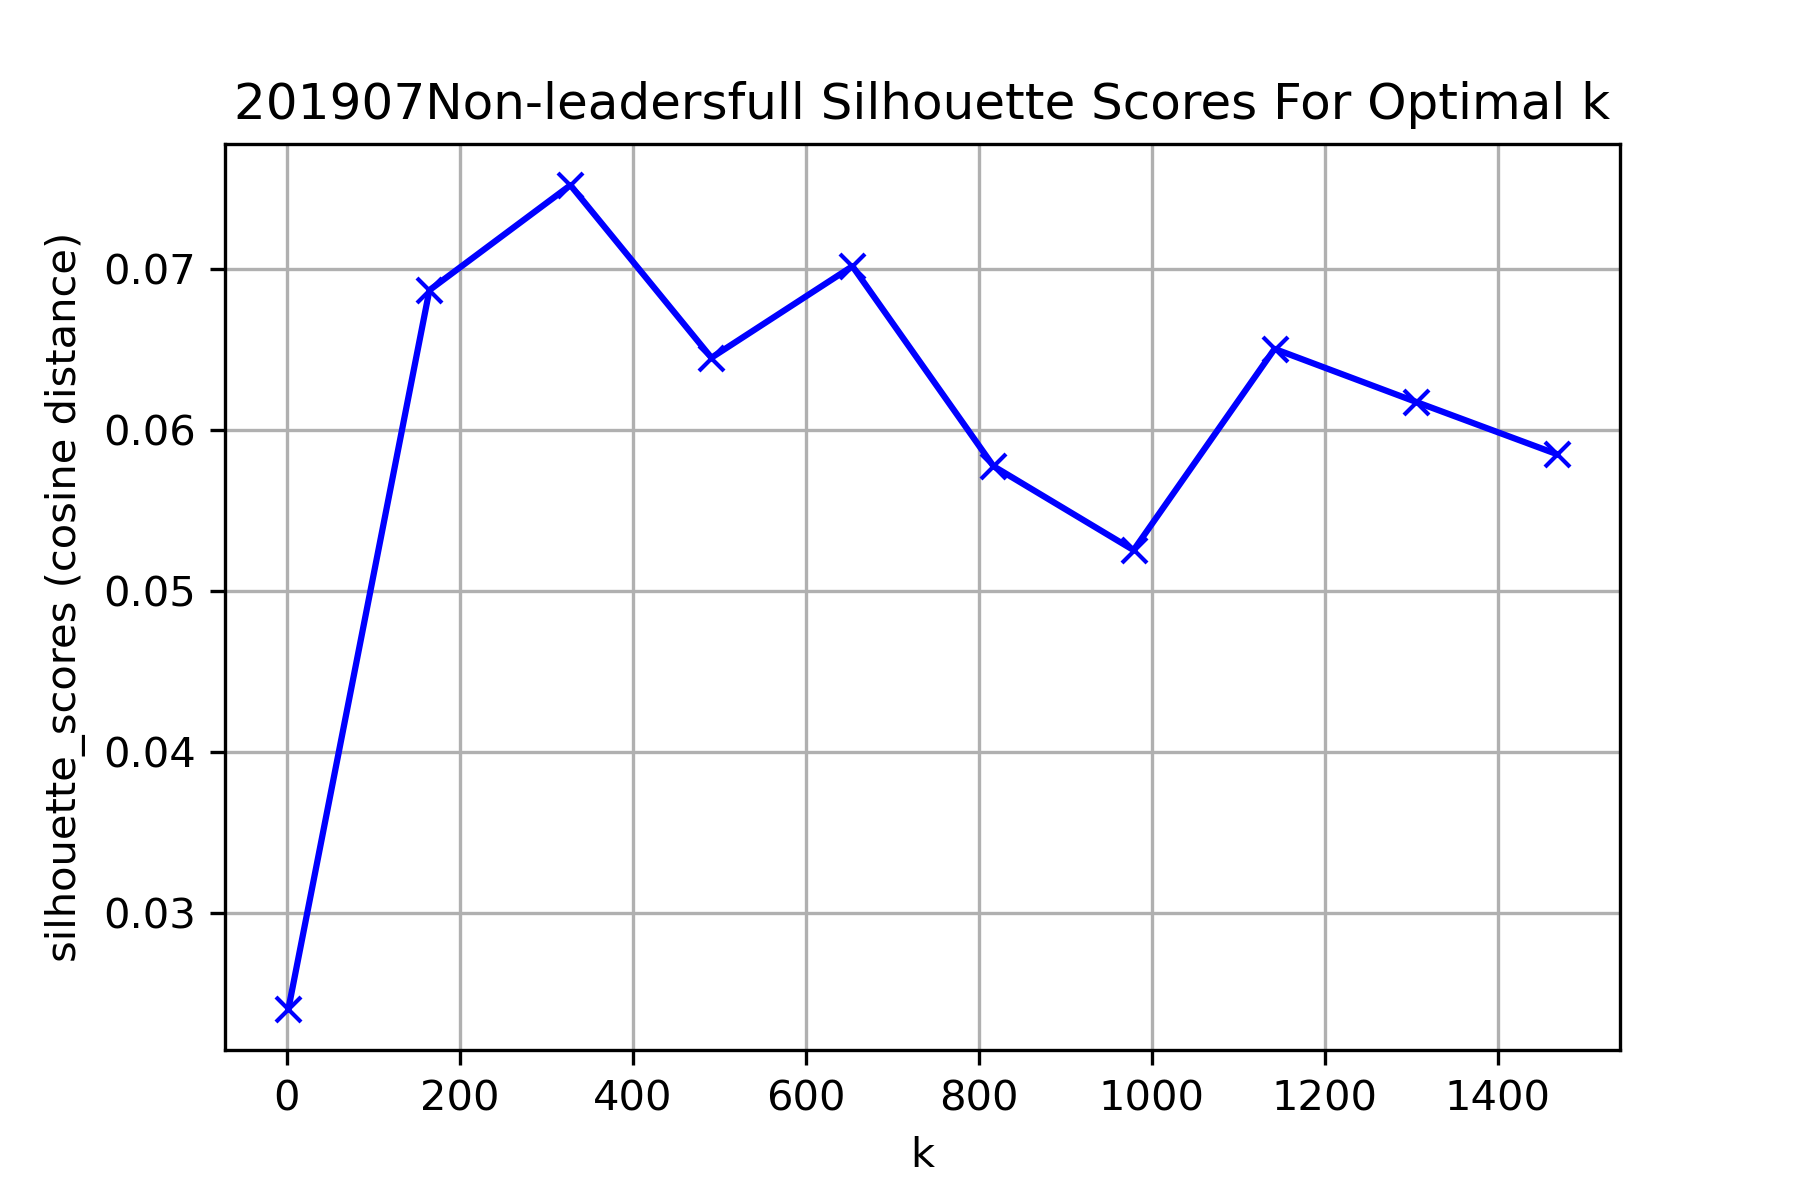 201907Non-leadersfull Silhouette Scores For Optimal k
silhouette_scores (cosine distance)
0.07
0.06
0.05
0.04
0.03
0 200 400 600 800 1000 1200 1400
k